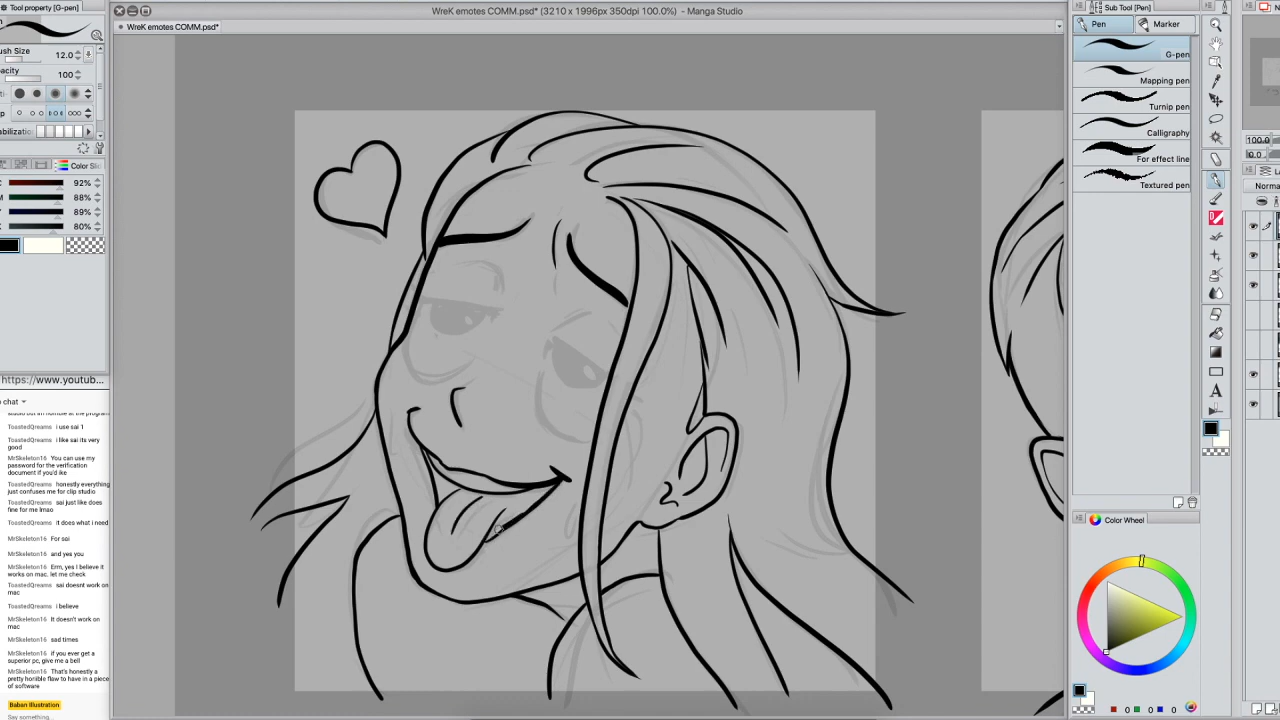 Tool property [G-pen]
WreK emotes COMM.psd* (3210 x 1996px 350dpi 100.0%) - Manga Studio
Sub Tool [Pen]
WreK emotes COMM.psd*
Pen
Marker
G-pen
Mapping pen
Turnip pen
Calligraphy
For effect line
Textured pen
12.0
100
Color Sli
92%
88%
89%
80%
100.0
0.0
Norma
https://www.youtub...
chat
ToastedQreams i use sai 1
ToastedQreams i like sai its very
good
MrSkeleton16 You can use my
password for the verification
document if you'd like
ToastedQreams honestly everything
just confuses me for clip studio
ToastedQreams sai just like does
fine for me lmao
ToastedQreams it does what i need
MrSkeleton16 For sai
MrSkeleton16 and yes you
MrSkeleton16 Erm, yes I believe it
works on mac. let me check
ToastedQreams sai doesnt work on
mac
ToastedQreams i believe
MrSkeleton16 It doesn't work on
mac
MrSkeleton16 sad times
MrSkeleton16 if you ever get a
superior pc, give me a bell
MrSkeleton16 That's honestly a
pretty horrible flaw to have in a piece
of software
Baban Illustration
Say something...
Color Wheel
0
0
0